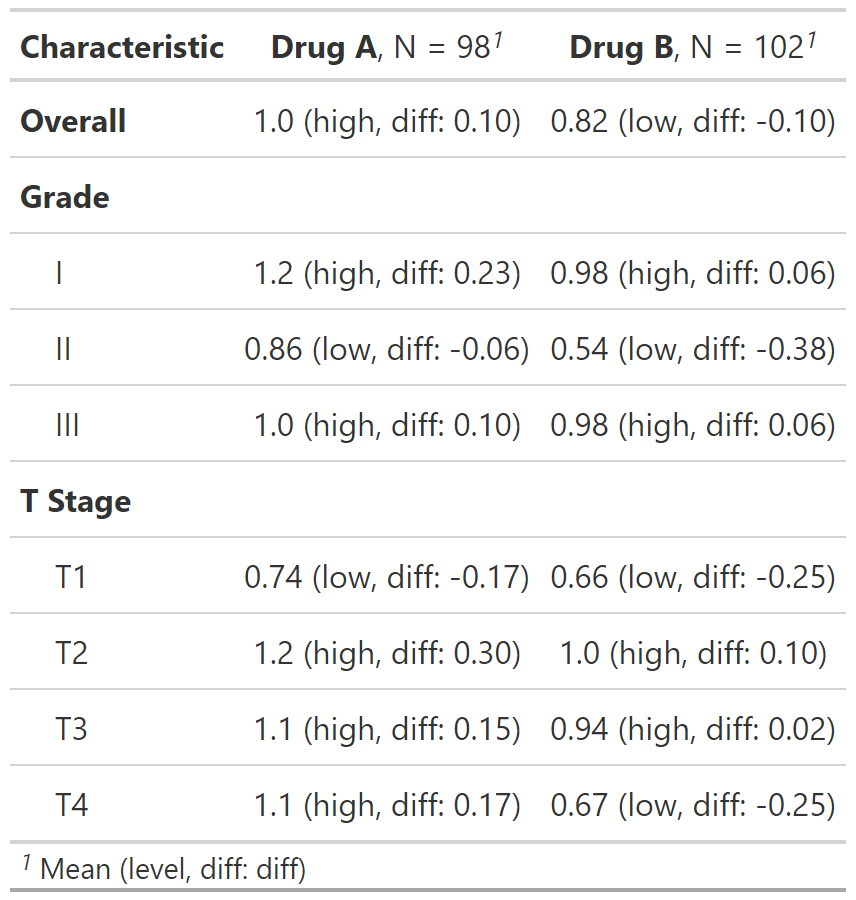 Characteristic Drug A, N = 98¹ Drug B, N = 102¹
Overall 1.0 (high, diff: 0.10) 0.82 (low, diff: -0.10)
Grade
I 1.2 (high, diff: 0.23) 0.98 (high, diff: 0.06)
II 0.86 (low, diff: -0.06) 0.54 (low, diff: -0.38)
III 1.0 (high, diff: 0.10) 0.98 (high, diff: 0.06)
T Stage
T1 0.74 (low, diff: -0.17) 0.66 (low, diff: -0.25)
T2 1.2 (high, diff: 0.30) 1.0 (high, diff: 0.10)
T3 1.1 (high, diff: 0.15) 0.94 (high, diff: 0.02)
T4 1.1 (high, diff: 0.17) 0.67 (low, diff: -0.25)
¹ Mean (level, diff: diff)